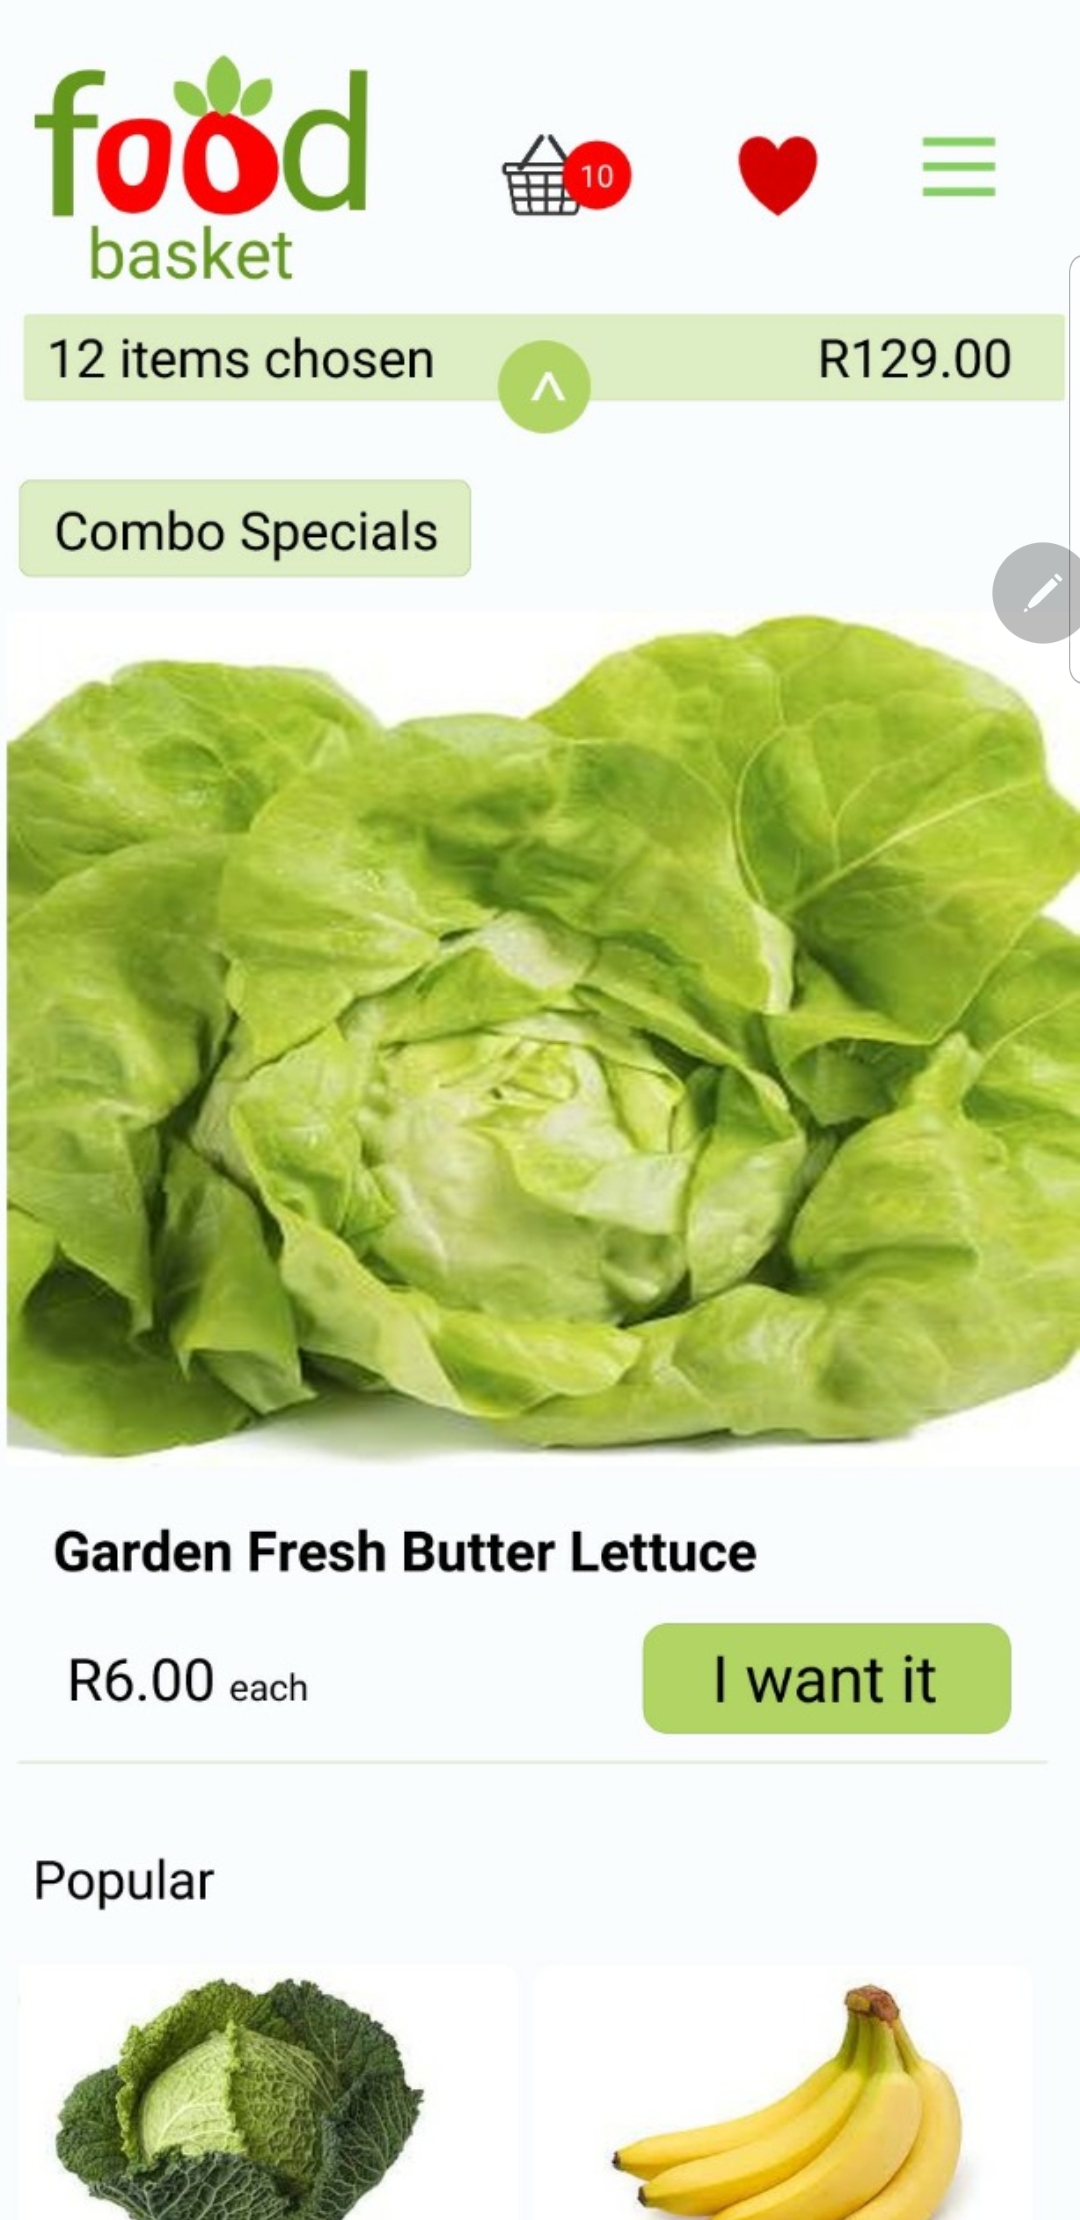 food
basket
10
12 items chosen
R129.00
^
Combo Specials
Garden Fresh Butter Lettuce
R6.00 each
I want it
Popular